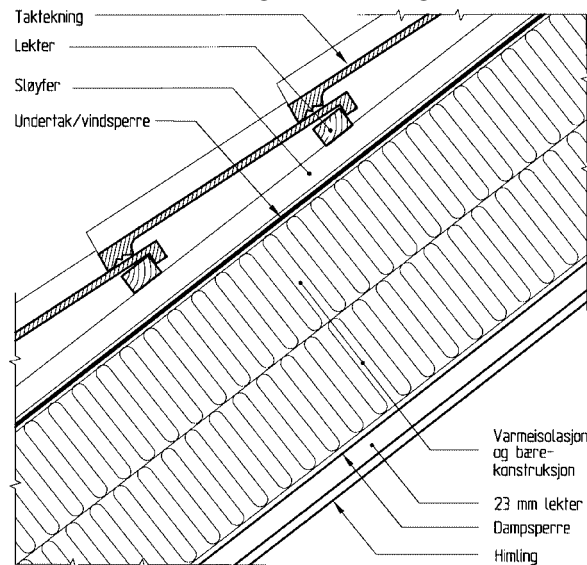 Taktekning
Lekter
Sløyfer
Undertak/vindsperre
Varmeisolasjon
og bære-
konstruksjon
23 mm lekter
Dampsperre
Himling